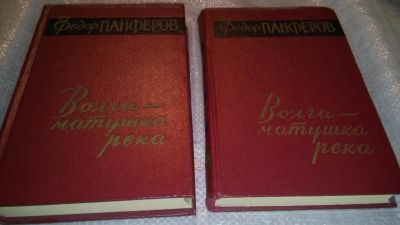 Федор ПАНФЕРОВ
Волга —
матушка
река
Федор ПАНФЕРОВ
Волга —
матушка
река